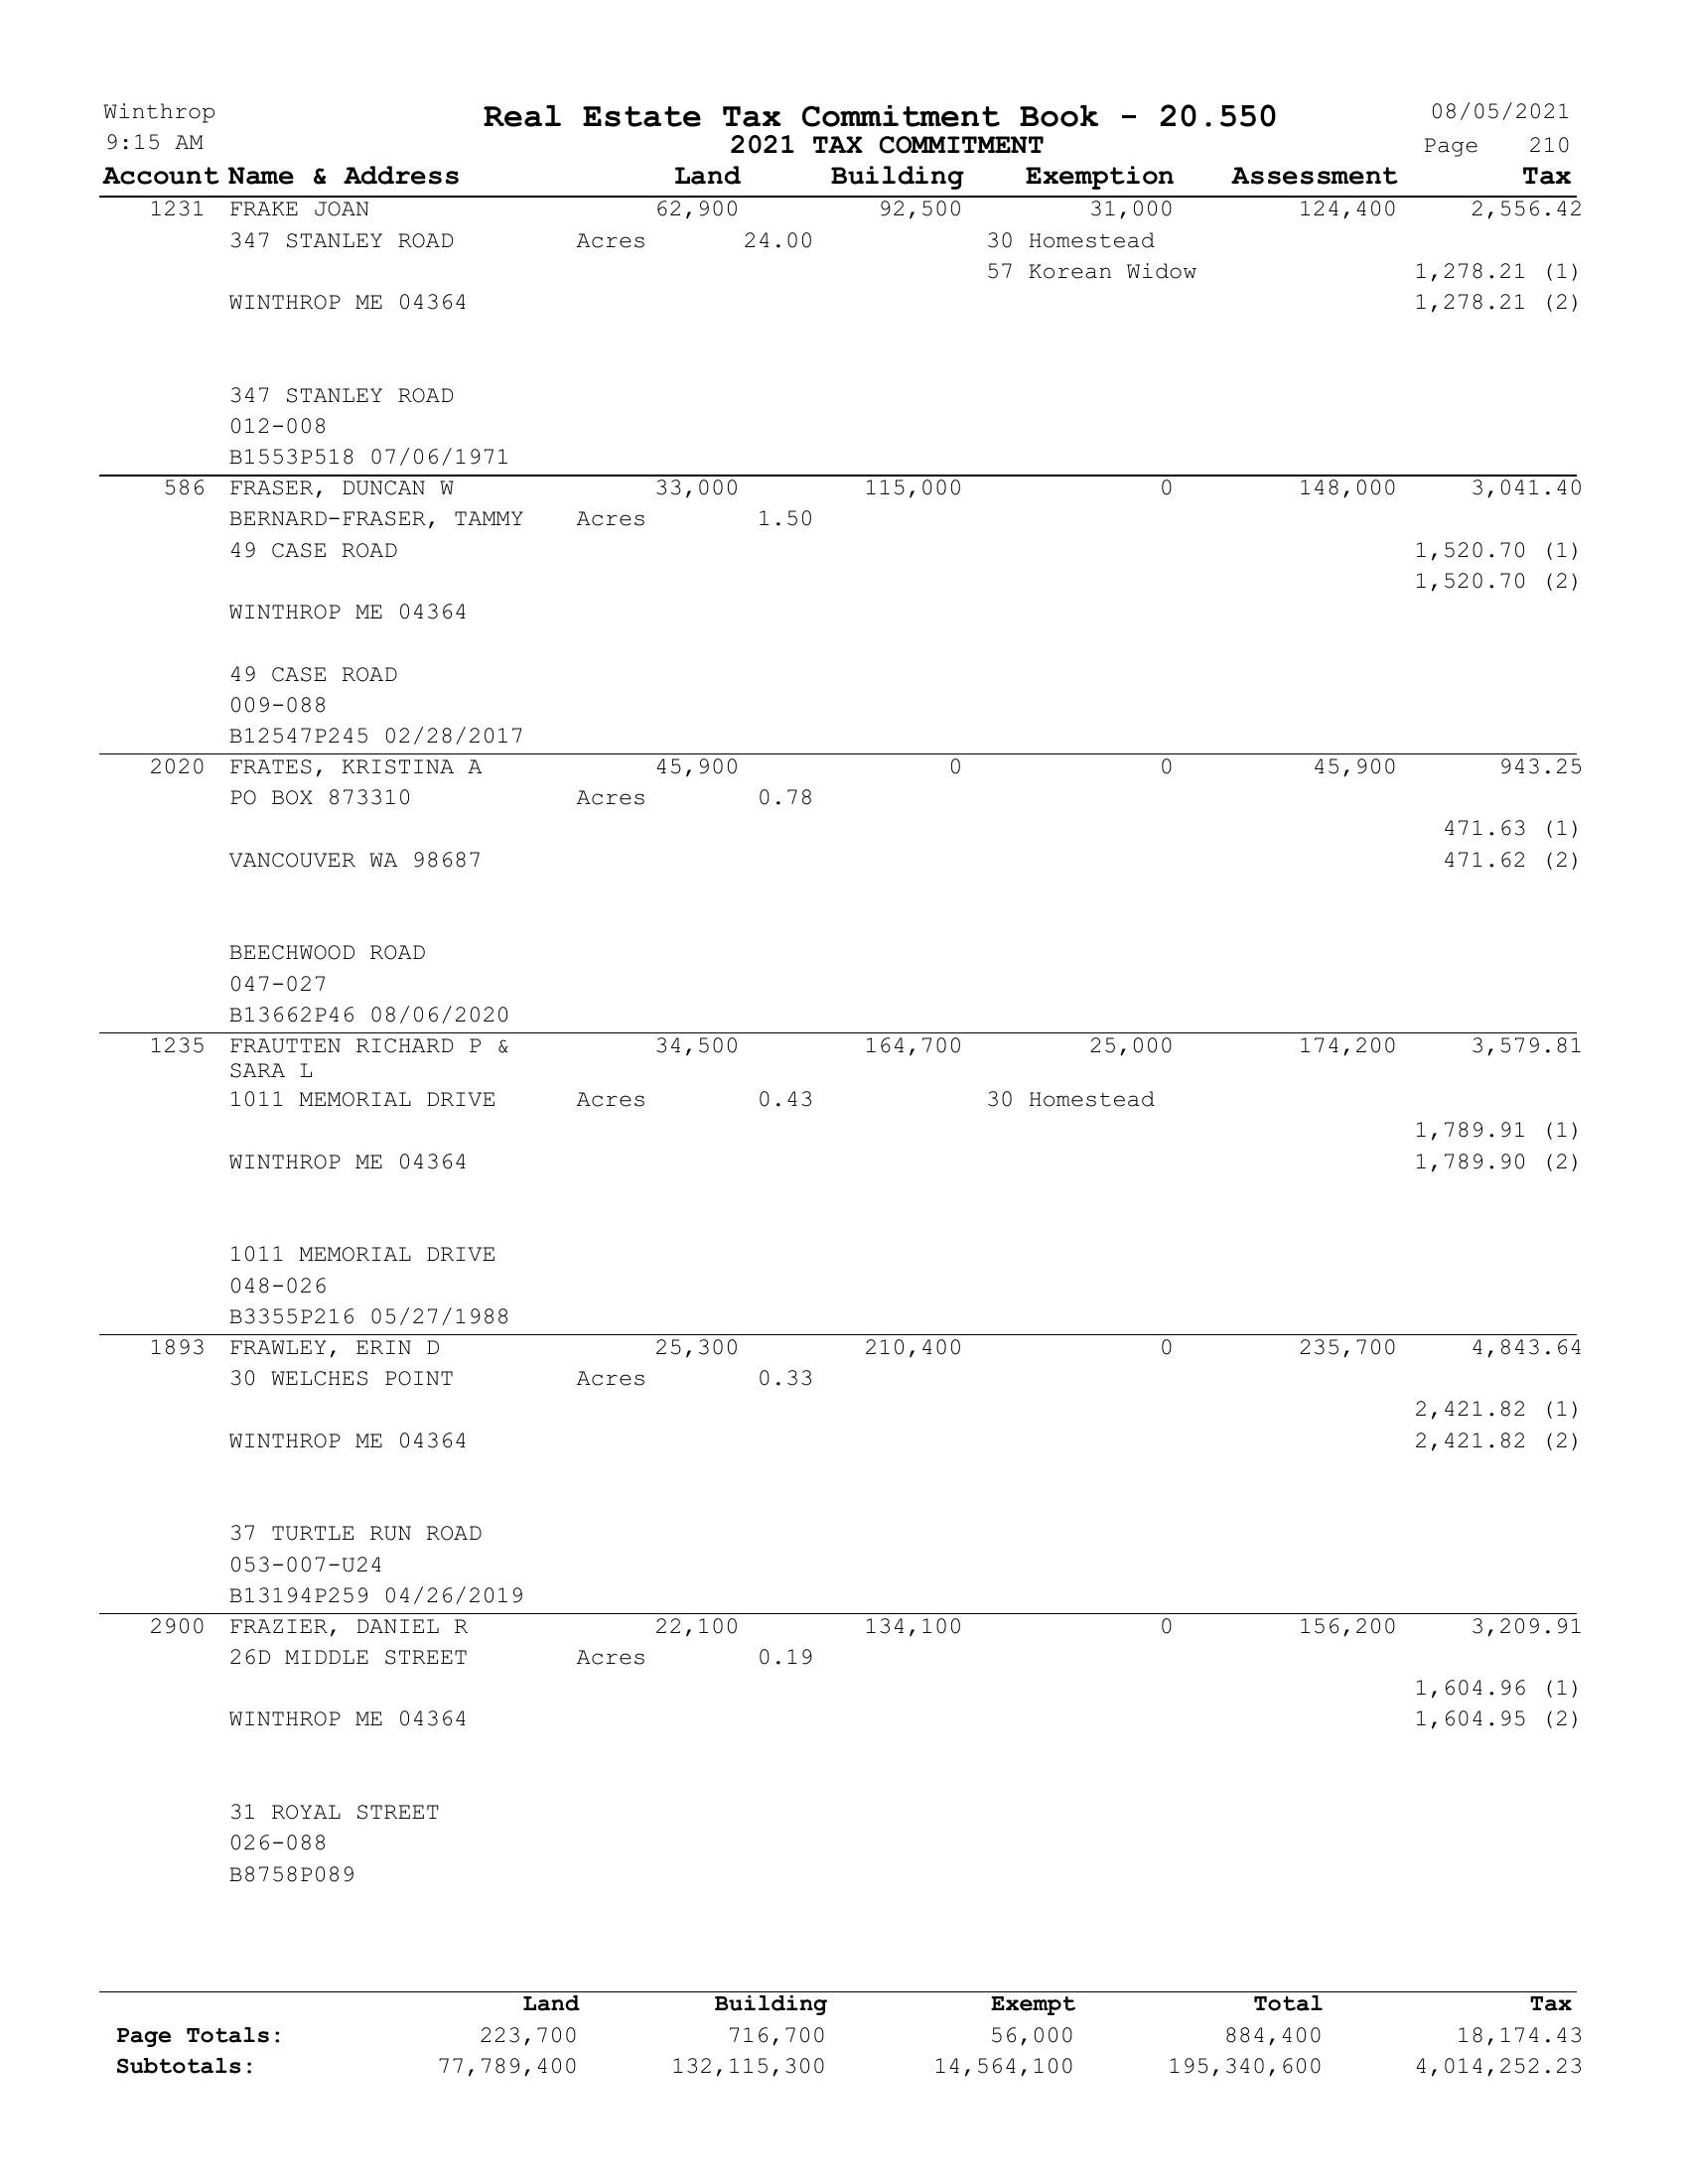 Winthrop Real Estate Tax Commitment Book - 20.550 08/05/2021
9:15 AM 2021 TAX COMMITMENT Page 210
Account Name & Address Land Building Exemption Assessment Tax
1231 FRAKE JOAN 62,900 92,500 31,000 124,400 2,556.42
347 STANLEY ROAD Acres 24.00 30 Homestead
57 Korean Widow 1,278.21 (1)
WINTHROP ME 04364 1,278.21 (2)
347 STANLEY ROAD
012-008
B1553P518 07/06/1971
586 FRASER, DUNCAN W 33,000 115,000 0 148,000 3,041.40
BERNARD-FRASER, TAMMY Acres 1.50
49 CASE ROAD 1,520.70 (1)
1,520.70 (2)
WINTHROP ME 04364
49 CASE ROAD
009-088
B12547P245 02/28/2017
2020 FRATES, KRISTINA A 45,900 0 0 45,900 943.25
PO BOX 873310 Acres 0.78
471.63 (1)
VANCOUVER WA 98687 471.62 (2)
BEECHWOOD ROAD
047-027
B13662P46 08/06/2020
1235 FRAUTTEN RICHARD P & 34,500 164,700 25,000 174,200 3,579.81
SARA L
1011 MEMORIAL DRIVE Acres 0.43 30 Homestead
1,789.91 (1)
WINTHROP ME 04364 1,789.90 (2)
1011 MEMORIAL DRIVE
048-026
B3355P216 05/27/1988
1893 FRAWLEY, ERIN D 25,300 210,400 0 235,700 4,843.64
30 WELCHES POINT Acres 0.33
2,421.82 (1)
WINTHROP ME 04364 2,421.82 (2)
37 TURTLE RUN ROAD
053-007-U24
B13194P259 04/26/2019
2900 FRAZIER, DANIEL R 22,100 134,100 0 156,200 3,209.91
26D MIDDLE STREET Acres 0.19
1,604.96 (1)
WINTHROP ME 04364 1,604.95 (2)
31 ROYAL STREET
026-088
B8758P089
Land Building Exempt Total Tax
Page Totals: 223,700 716,700 56,000 884,400 18,174.43
Subtotals: 77,789,400 132,115,300 14,564,100 195,340,600 4,014,252.23